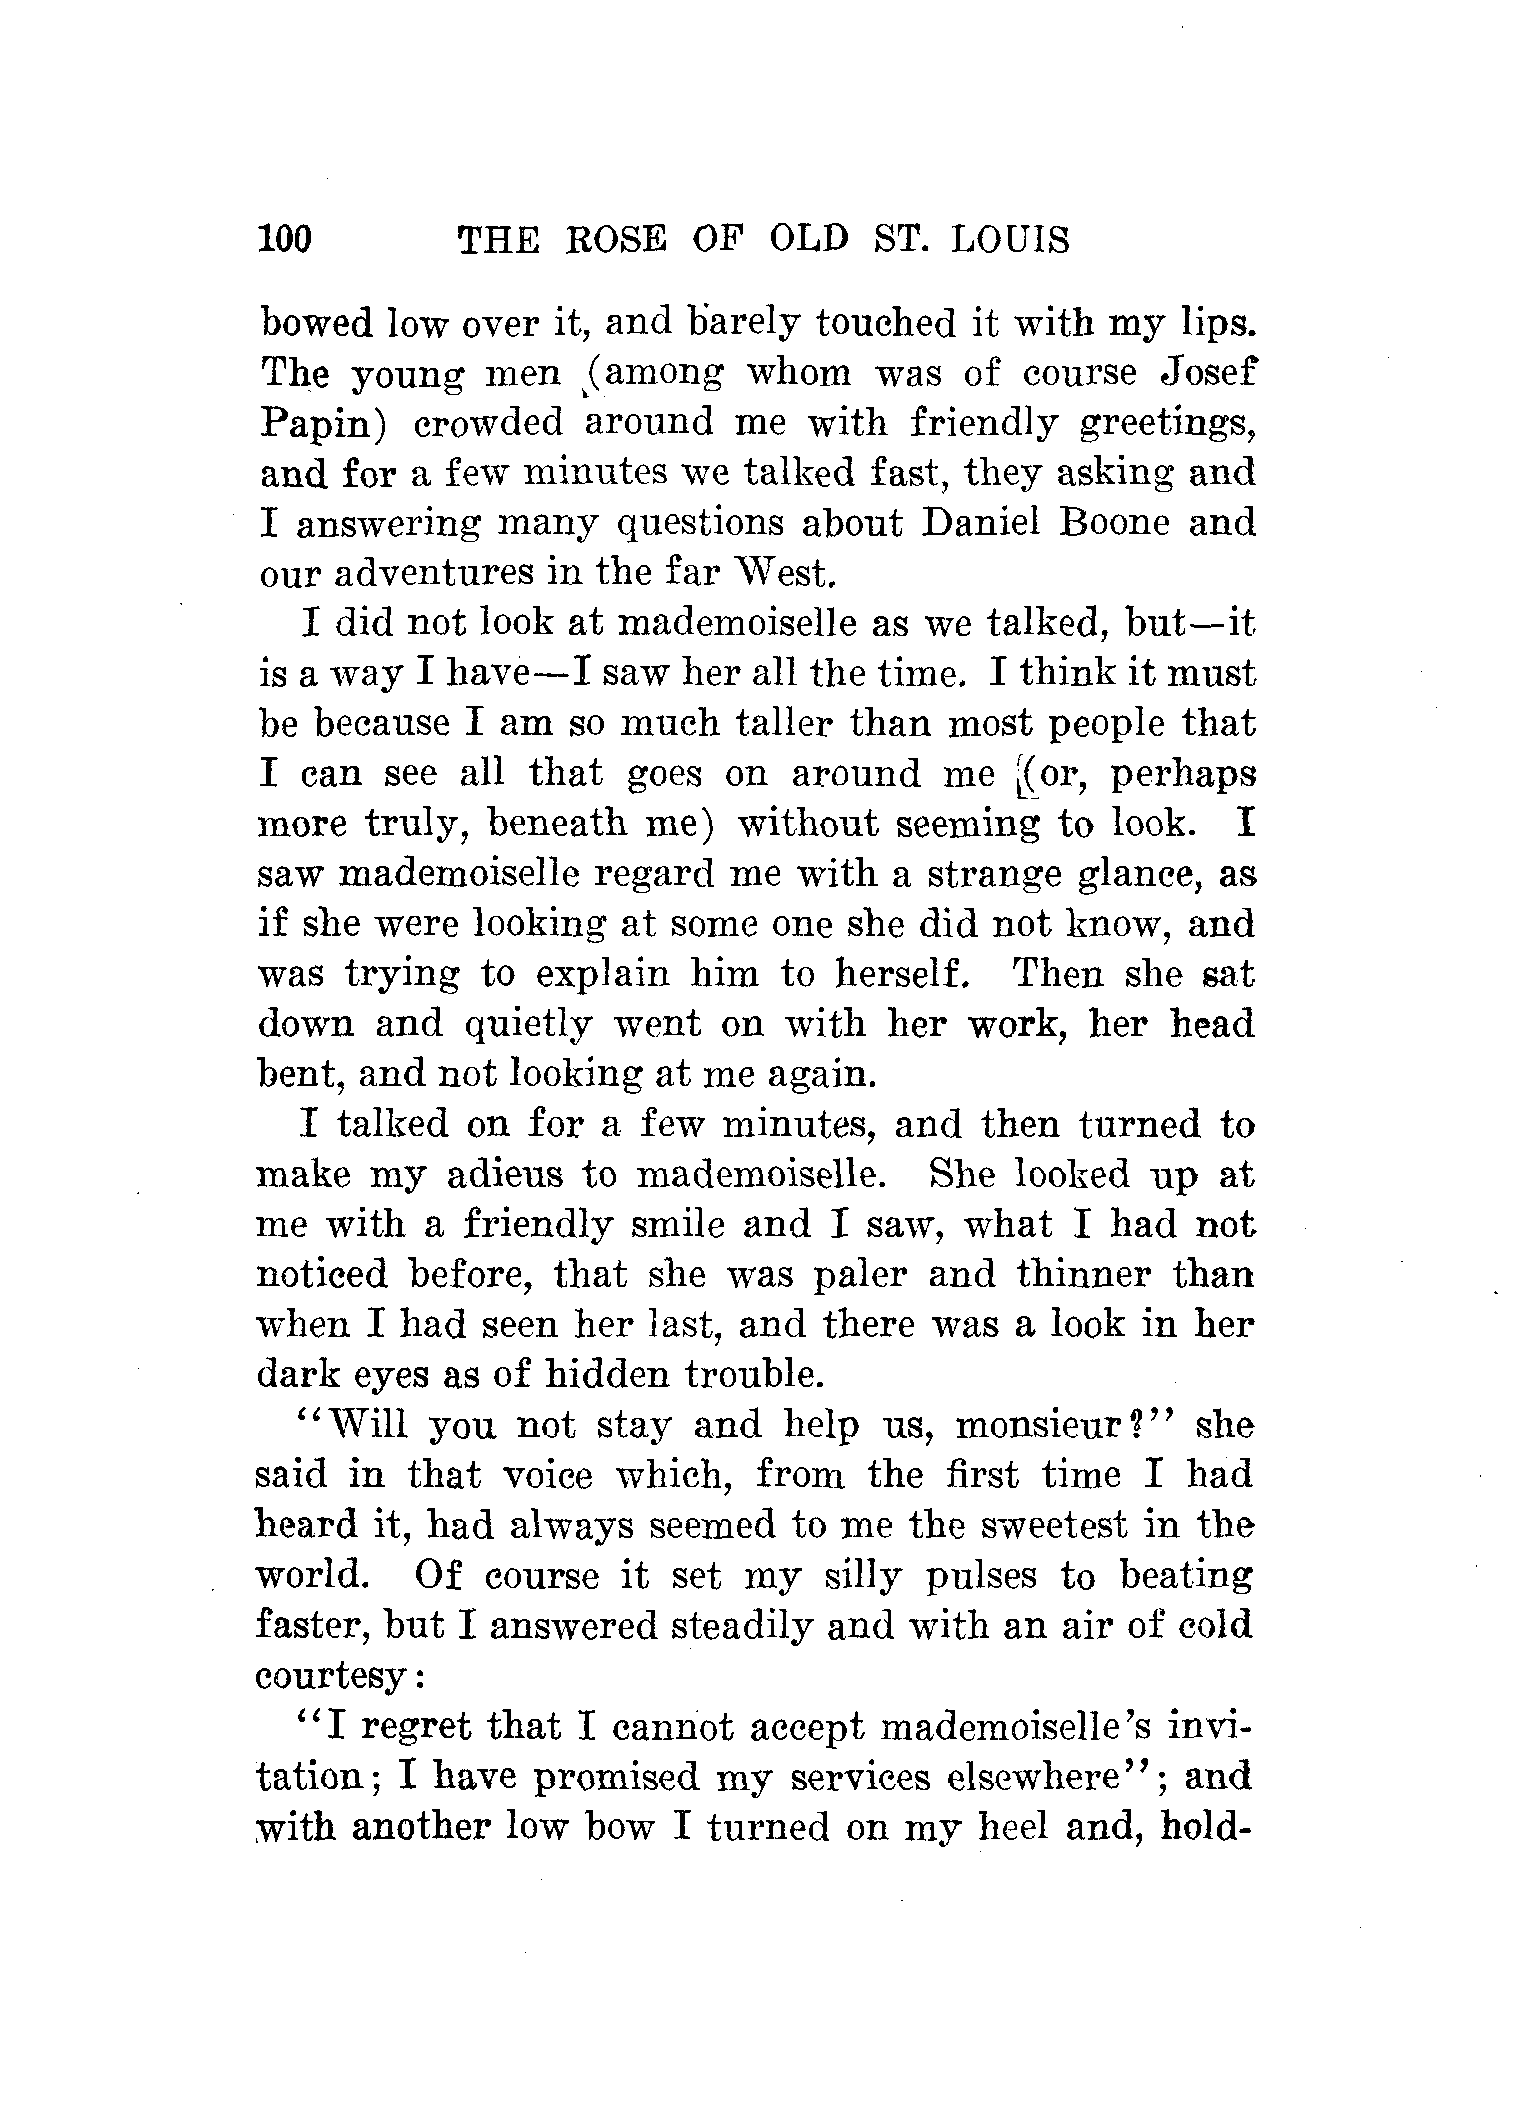 100 THE ROSE OF OLD ST. LOUIS
bowed low over it, and barely touched it with my lips.
The young men (among whom was of course Josef
Papin) crowded around me with friendly greetings,
and for a few minutes we talked fast, they asking and
I answering many questions about Daniel Boone and
our adventures in the far West.
I did not look at mademoiselle as we talked, but—it
is a way I have—I saw her all the time. I think it must
be because I am so much taller than most people that
I can see all that goes on around me (or, perhaps
more truly, beneath me) without seeming to look. I
saw mademoiselle regard me with a strange glance, as
if she were looking at some one she did not know, and
was trying to explain him to herself. Then she sat
down and quietly went on with her work, her head
bent, and not looking at me again.
I talked on for a few minutes, and then turned to
make my adieus to mademoiselle. She looked up at
me with a friendly smile and I saw, what I had not
noticed before, that she was paler and thinner than
when I had seen her last, and there was a look in her
dark eyes as of hidden trouble.
"Will you not stay and help us, monsieur?" she
said in that voice which, from the first time I had
heard it, had always seemed to me the sweetest in the
world. Of course it set my silly pulses to beating
faster, but I answered steadily and with an air of cold
courtesy:
"I regret that I cannot accept mademoiselle's invi-
tation; I have promised my services elsewhere"; and
with another low bow I turned on my heel and, hold-